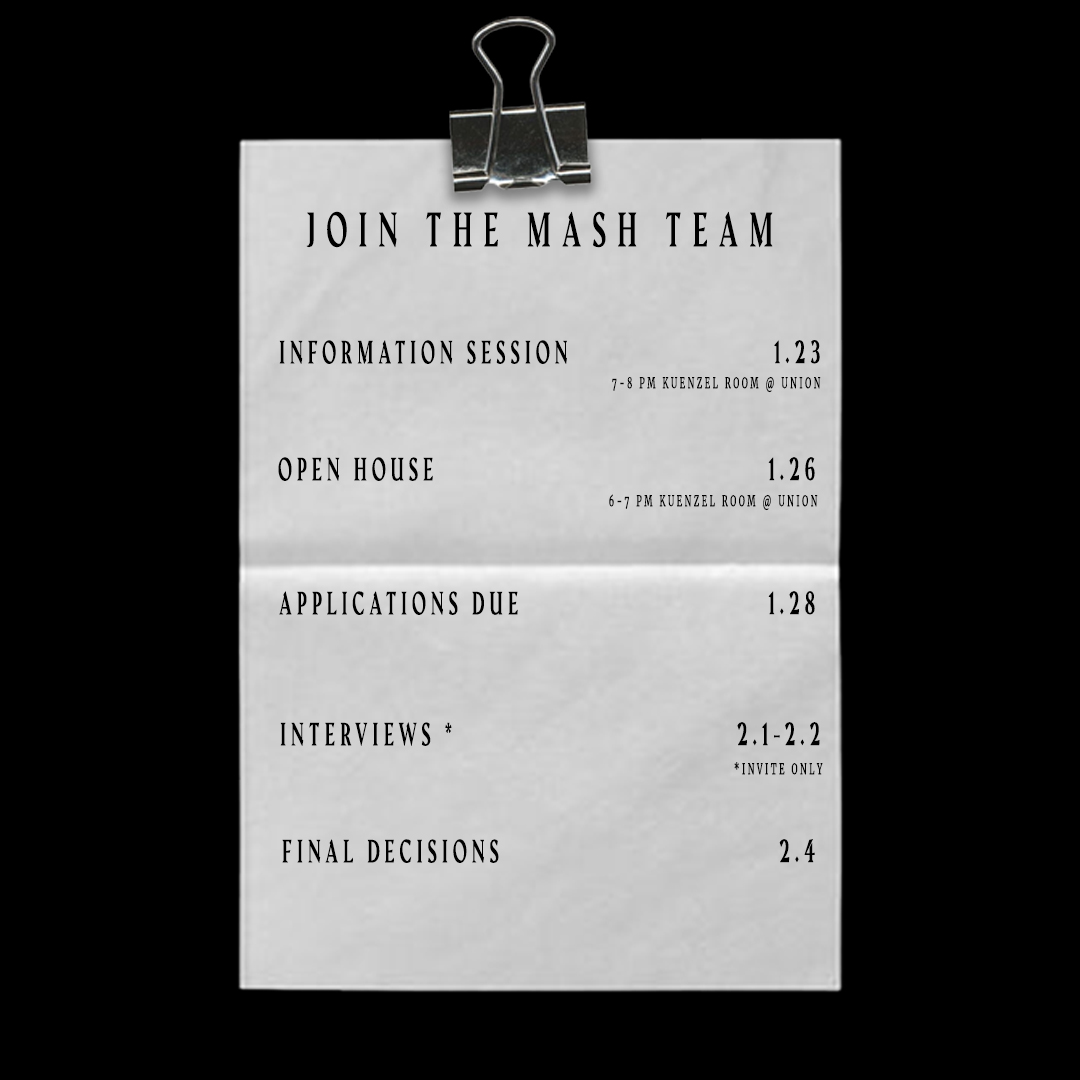 JOIN THE MASH TEAM
INFORMATION SESSION 1.23
7-8 PM KUENZEL ROOM @ UNION
OPEN HOUSE 1.26
6-7 PM KUENZEL ROOM @ UNION
APPLICATIONS DUE 1.28
INTERVIEWS * 2.1-2.2
*INVITE ONLY
FINAL DECISIONS 2.4